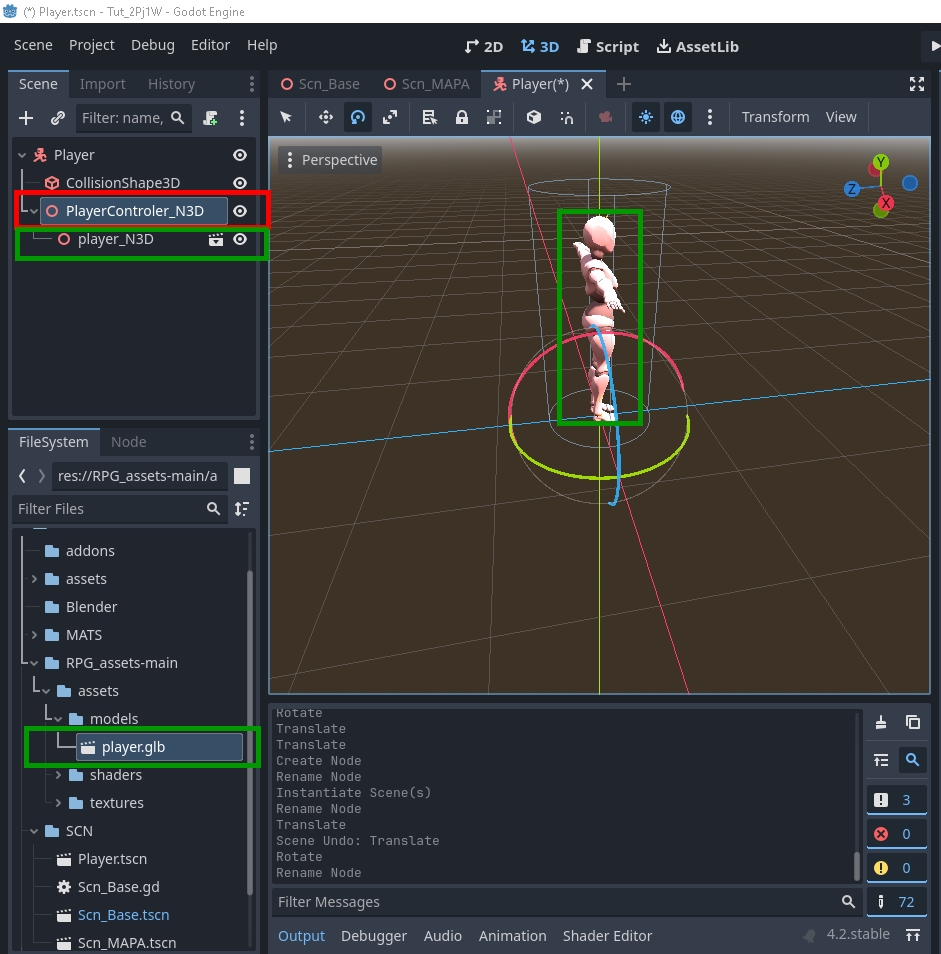 (*) Player.tscn - Tut_2Pj1W - Godot Engine
Scene Project Debug Editor Help
2D 3D Script AssetLib
Scene Import History
Scn_Base Scn_MAPA Player(*)
Filter: name,
Transform View
Perspective
Player
CollisionShape3D
PlayerControler_N3D
player_N3D
Y
Z
X
FileSystem Node
res://RPG_assets-main/a
Filter Files
addons
assets
Blender
MATS
RPG_assets-main
assets
models
player.glb
shaders
textures
SCN
Player.tscn
Scn_Base.gd
Scn_Base.tscn
Scn_MAPA.tscn
Rotate
Translate
Translate
Create Node
Rename Node
Instantiate Scene(s)
Rename Node
Translate
Scene Undo: Translate
Rotate
Rename Node
3
0
0
72
Filter Messages
Output Debugger Audio Animation Shader Editor 4.2.stable